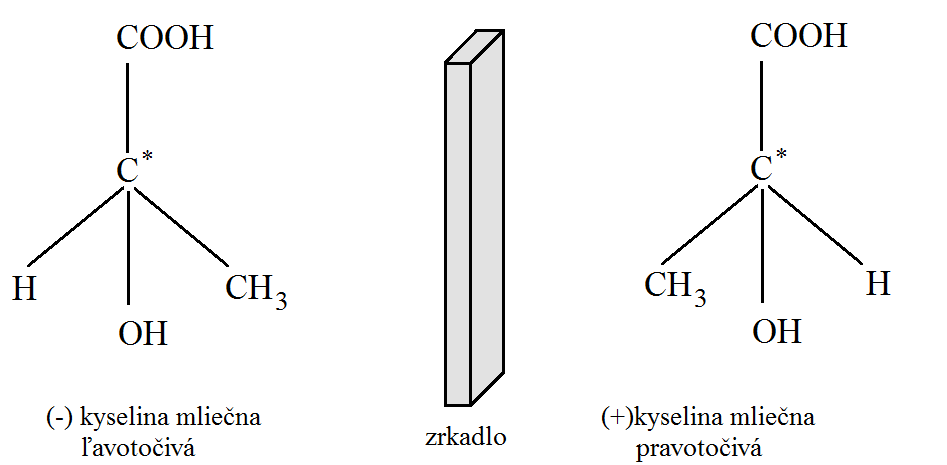 COOH
C*
H
CH3
OH
(-) kyselina mliečna
ľavotočivá
zrkadlo
COOH
C*
CH3
H
OH
(+)kyselina mliečna
pravotočivá